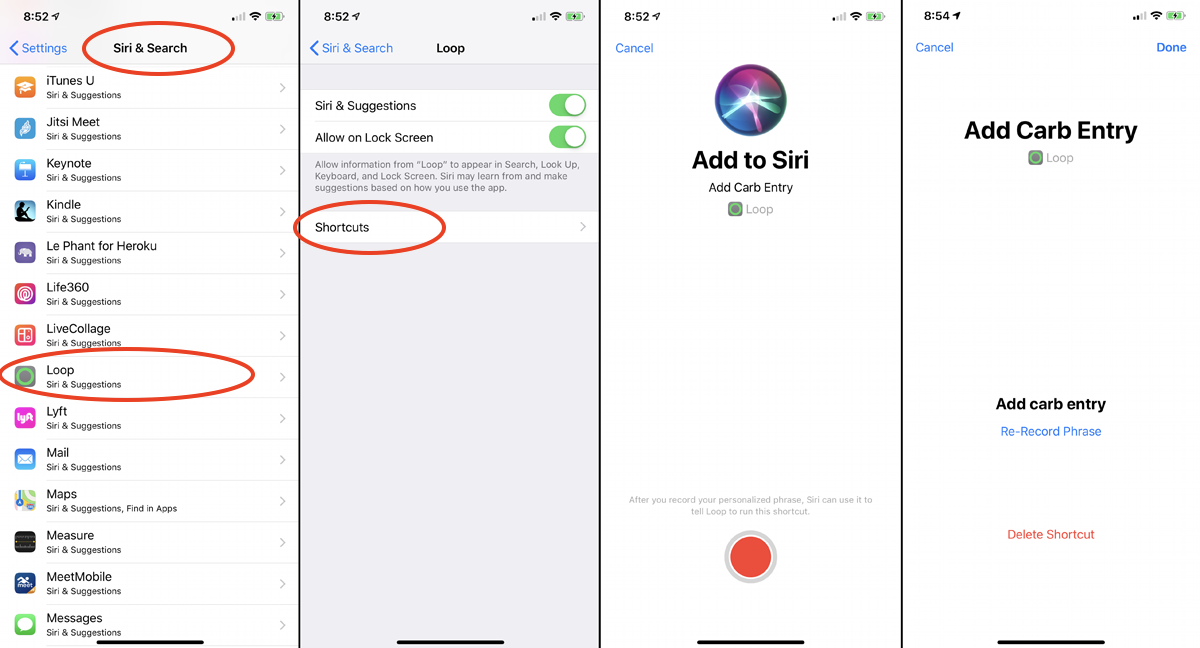 8:52
Settings
Siri & Search
iTunes U
Siri & Suggestions
Jitsi Meet
Siri & Suggestions
Keynote
Siri & Suggestions
Kindle
Siri & Suggestions
Le Phant for Heroku
Siri & Suggestions
Life360
Siri & Suggestions
LiveCollage
Siri & Suggestions
Loop
Siri & Suggestions
lyft
Lyft
Siri & Suggestions
Mail
Siri & Suggestions
Maps
Siri & Suggestions, Find in Apps
Measure
Siri & Suggestions
meet
MeetMobile
Siri & Suggestions
Messages
Siri & Suggestions
8:52
Siri & Search
Loop
Siri & Suggestions
Allow on Lock Screen
Allow information from “Loop” to appear in Search, Look Up,
Keyboard, and Lock Screen. Siri may learn from and make
suggestions based on how you use the app.
Shortcuts
8:52
Cancel
Add to Siri
Add Carb Entry
Loop
After you record your personalized phrase, Siri can use it to
tell Loop to run this shortcut.
8:54
Cancel
Done
Add Carb Entry
Loop
Add carb entry
Re-Record Phrase
Delete Shortcut